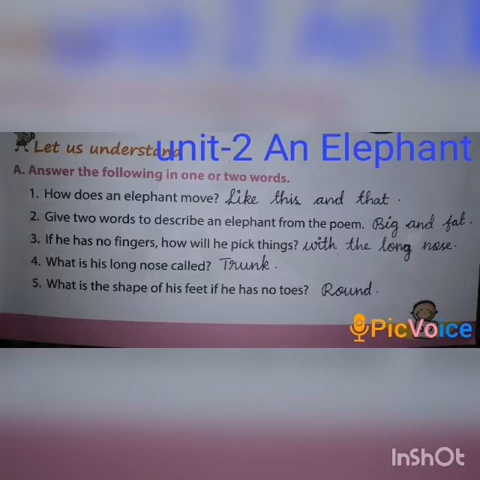 Let us understand
unit-2 An Elephant
A. Answer the following in one or two words.
1. How does an elephant move? Like this and that.
2. Give two words to describe an elephant from the poem. Big and fat.
3. If he has no fingers, how will he pick things? with the long nose.
4. What is his long nose called? Trunk.
5. What is the shape of his feet if he has no toes? Round.
PicVoice
InShOt